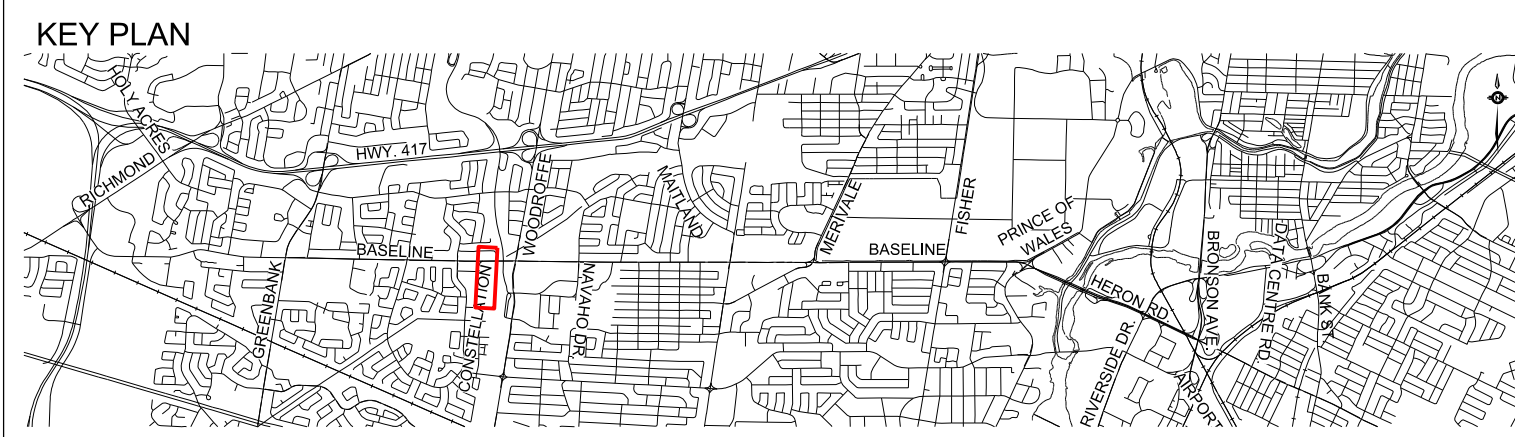 KEY PLAN
HOLY ACRES
RICHMOND
HWY. 417
GREENBANK
BASELINE
CONSTELLATION
WOODROFFE
NAVAHO DR.
MAITLAND
MERIVALE
BASELINE
FISHER
PRINCE OF
WALES
HERON RD.
RIVERSIDE DR.
AIRPORT
BRONSON AVE.
DATA CENTRE RD.
BANK ST.
N